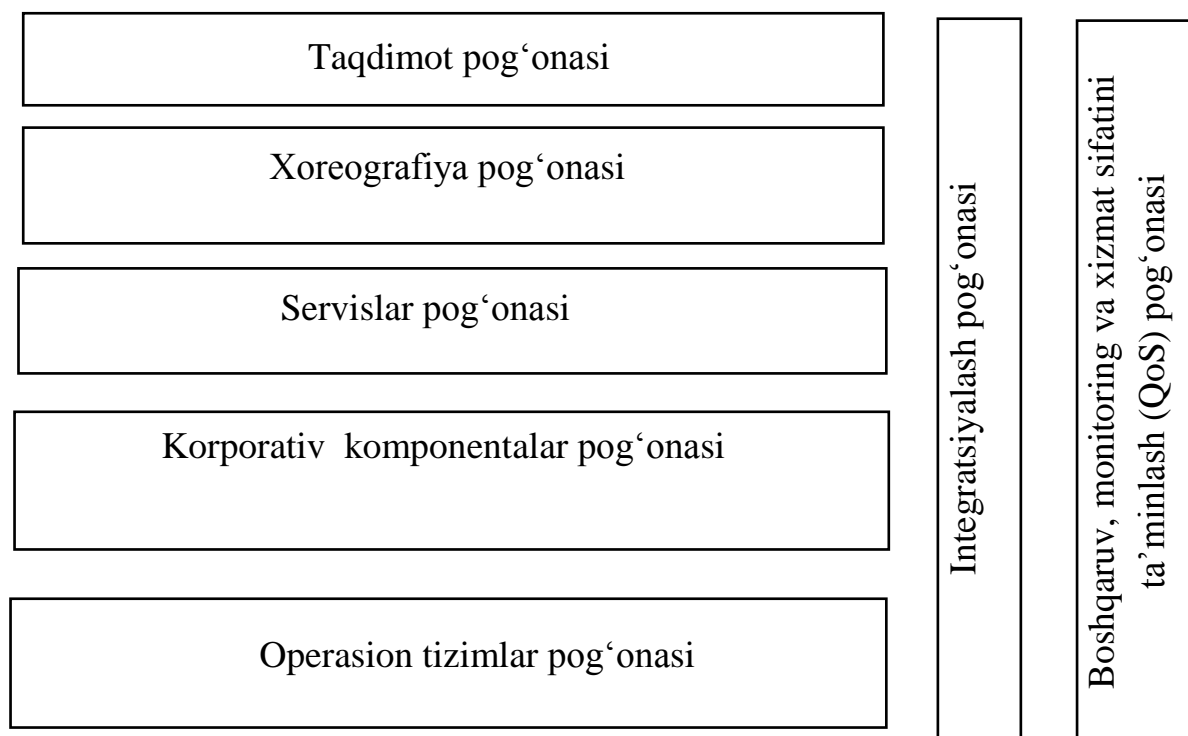 Taqdimot pog‘onasi
Xoreografiya pog‘onasi
Servislar pog‘onasi
Korporativ  komponentalar pog‘onasi
Operasion tizimlar pog‘onasi
Integratsiyalash pog‘onasi
Boshqaruv, monitoring va xizmat sifatini
ta’minlash (QoS) pog‘onasi